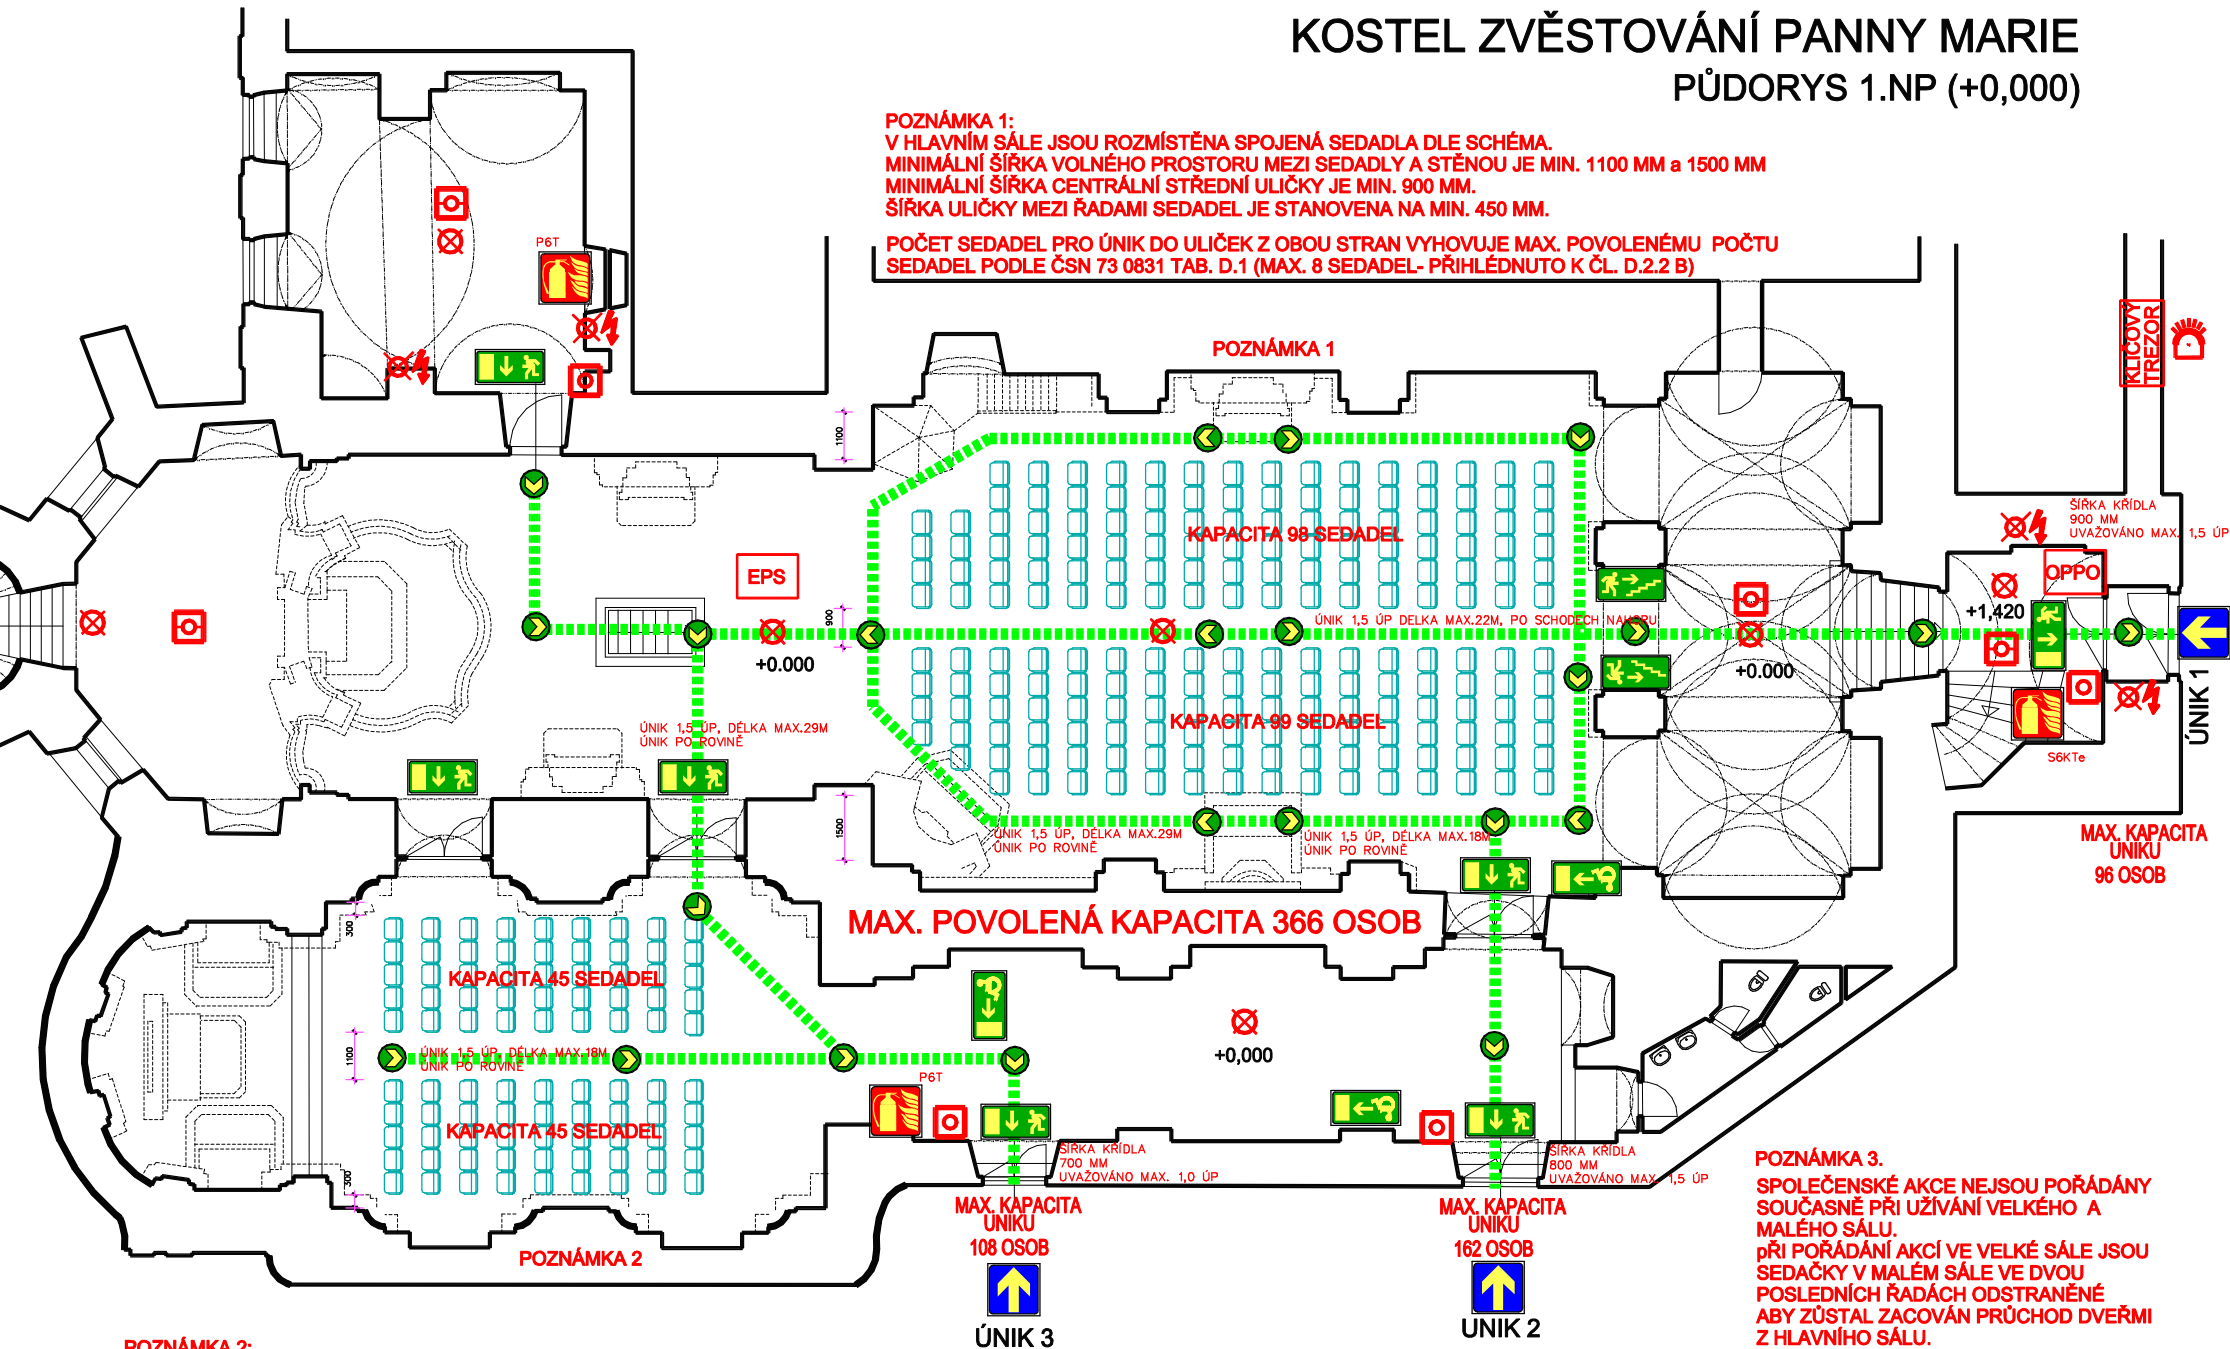 KOSTEL ZVĚSTOVÁNÍ PANNY MARIE
PŮDORYS 1.NP (+0,000)
POZNÁMKA 1:
V HLAVNÍM SÁLE JSOU ROZMÍSTĚNA SPOJENÁ SEDADLA DLE SCHÉMA.
MINIMÁLNÍ ŠÍŘKA VOLNÉHO PROSTORU MEZI SEDADLY A STĚNOU JE MIN. 1100 MM a 1500 MM
MINIMÁLNÍ ŠÍŘKA CENTRÁLNÍ STŘEDNÍ ULIČKY JE MIN. 900 MM.
ŠÍŘKA ULIČKY MEZI ŘADAMI SEDADEL JE STANOVENA NA MIN. 450 MM.
POČET SEDADEL PRO ÚNIK DO ULIČEK Z OBOU STRAN VYHOVUJE MAX. POVOLENÉMU POČTU
SEDADEL PODLE ČSN 73 0831 TAB. D.1 (MAX. 8 SEDADEL- PŘIHLÉDNUTO K ČL. D.2.2 B)
P6T
KLÍČOVÝ
TREZOR
POZNÁMKA 1
1100
ŠÍŘKA KŘÍDLA
900 MM
UVAŽOVÁNO MAX. 1,5 ÚP
KAPACITA 98 SEDADEL
EPS
OPPO
900
+1,420
ÚNIK 1,5 ÚP DELKA MAX.22M, PO SCHODECH NAHORU
+0.000
+0.000
ÚNIK 1
KAPACITA 99 SEDADEL
ÚNIK 1,5 ÚP, DÉLKA MAX.29M
ÚNIK PO ROVINĚ
S6KTe
1500
ÚNIK 1,5 ÚP, DÉLKA MAX.29M
ÚNIK PO ROVINĚ
ÚNIK 1,5 ÚP, DÉLKA MAX.18M
ÚNIK PO ROVINĚ
MAX. KAPACITA
ÚNIKU
96 OSOB
MAX. POVOLENÁ KAPACITA 366 OSOB
300
KAPACITA 45 SEDADEL
+0,000
1100
ÚNIK 1,5 ÚP, DÉLKA MAX.18M
ÚNIK PO ROVINĚ
P6T
KAPACITA 45 SEDADEL
300
ŠÍŘKA KŘÍDLA
700 MM
UVAŽOVÁNO MAX. 1,0 ÚP
ŠÍŘKA KŘÍDLA
800 MM
UVAŽOVÁNO MAX. 1,5 ÚP
MAX. KAPACITA
ÚNIKU
108 OSOB
MAX. KAPACITA
ÚNIKU
162 OSOB
POZNÁMKA 2
ÚNIK 3
UNIK 2
POZNÁMKA 3.
SPOLEČENSKÉ AKCE NEJSOU POŘÁDÁNY
SOUČASNĚ PŘI UŽÍVÁNÍ VELKÉHO A
MALÉHO SÁLU.
pŘI POŘÁDÁNÍ AKCÍ VE VELKÉ SÁLE JSOU
SEDAČKY V MALÉM SÁLE VE DVOU
POSLEDNÍCH ŘADÁCH ODSTRANĚNÉ
ABY ZŮSTAL ZACOVÁN PRŮCHOD DVEŘMI
Z HLAVNÍHO SÁLU.
POZNÁMKA 2: